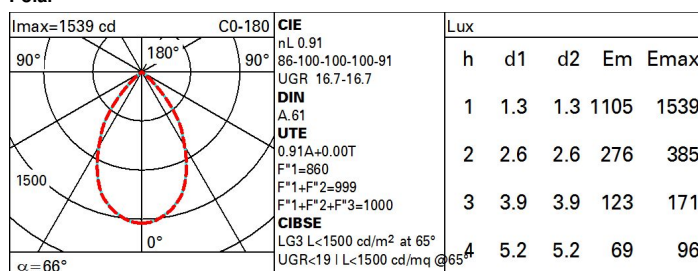 Imax=1539 cd C0-180
90° 180° 90°
1500
0°
α=66°
CIE
nL 0.91
86-100-100-100-91
UGR 16.7-16.7
DIN
A.61
UTE
0.91A+0.00T
F"1=860
F"1+F"2=999
F"1+F"2+F"3=1000
CIBSE
LG3 L<1500 cd/m² at 65°
UGR<19 | L<1500 cd/mq @65°
Lux
h d1 d2 Em Emax
1 1.3 1.3 1105 1539
2 2.6 2.6 276 385
3 3.9 3.9 123 171
4 5.2 5.2 69 96